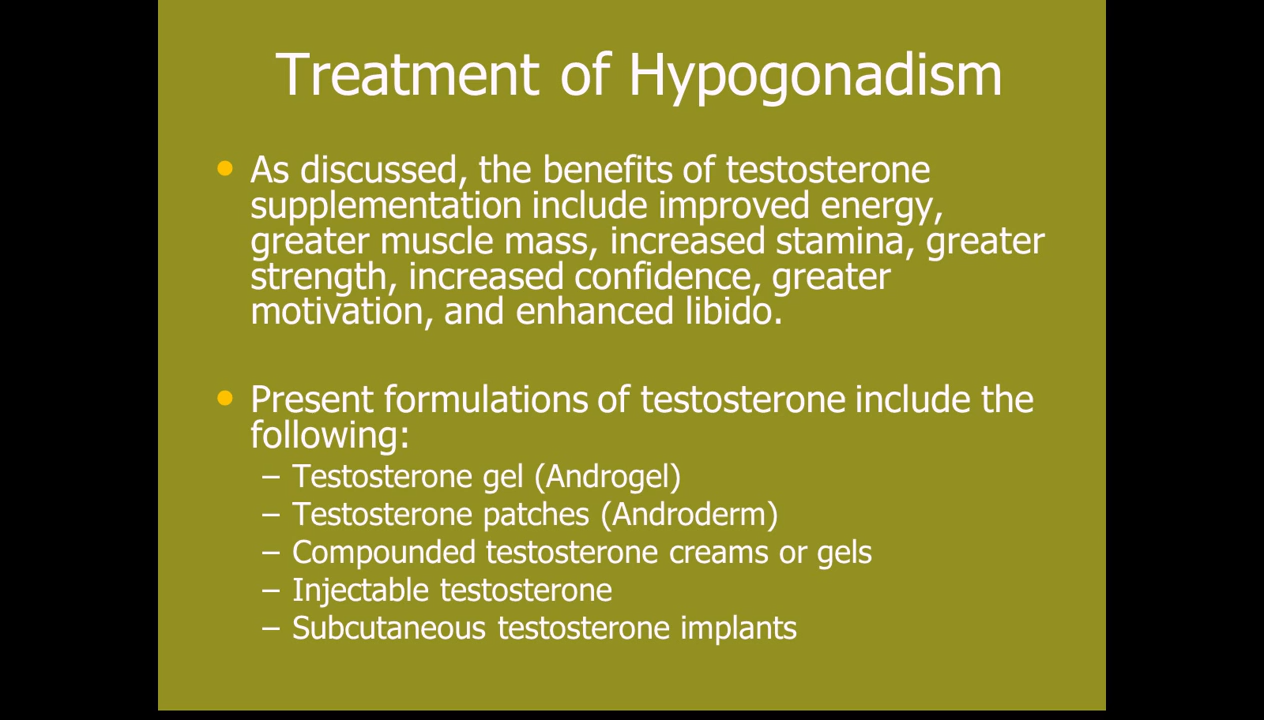 Treatment of Hypogonadism
• As discussed, the benefits of testosterone
supplementation include improved energy,
greater muscle mass, increased stamina, greater
strength, increased confidence, greater
motivation, and enhanced libido.
• Present formulations of testosterone include the
following:
– Testosterone gel (Androgel)
– Testosterone patches (Androderm)
– Compounded testosterone creams or gels
– Injectable testosterone
– Subcutaneous testosterone implants